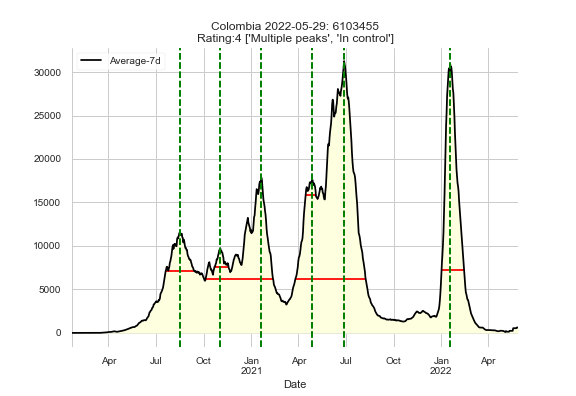 Colombia 2022-05-29: 6103455
Rating:4 ['Multiple peaks', 'In control']
Average-7d
30000
25000
20000
15000
10000
5000
0
Apr Jul Oct Jan Apr Jul Oct Jan Apr
2021 2022
Date